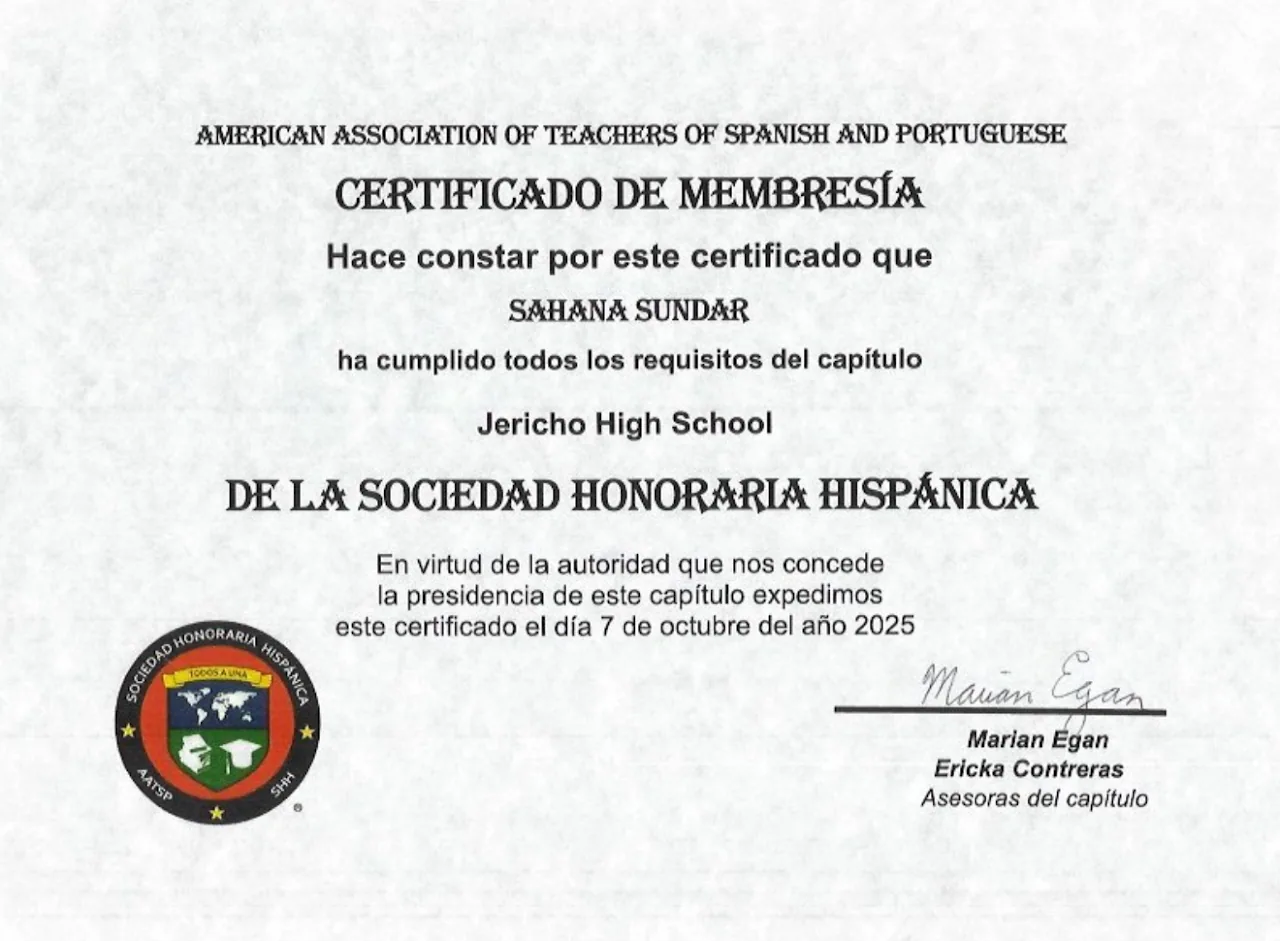 AMERICAN ASSOCIATION OF TEACHERS OF SPANISH AND PORTUGUESE
CERTIFICADO DE MEMBRESÍA
Hace constar por este certificado que
SAHANA SUNDAR
ha cumplido todos los requisitos del capítulo
Jericho High School
DE LA SOCIEDAD HONORARIA HISPÁNICA
En virtud de la autoridad que nos concede
la presidencia de este capítulo expedimos
este certificado el día 7 de octubre del año 2025
SOCIEDAD HONORARIA HISPÁNICA
TODOS A UNA
AATSP
SHH
®
Marian Egan
Marian Egan
Ericka Contreras
Asesoras del capítulo